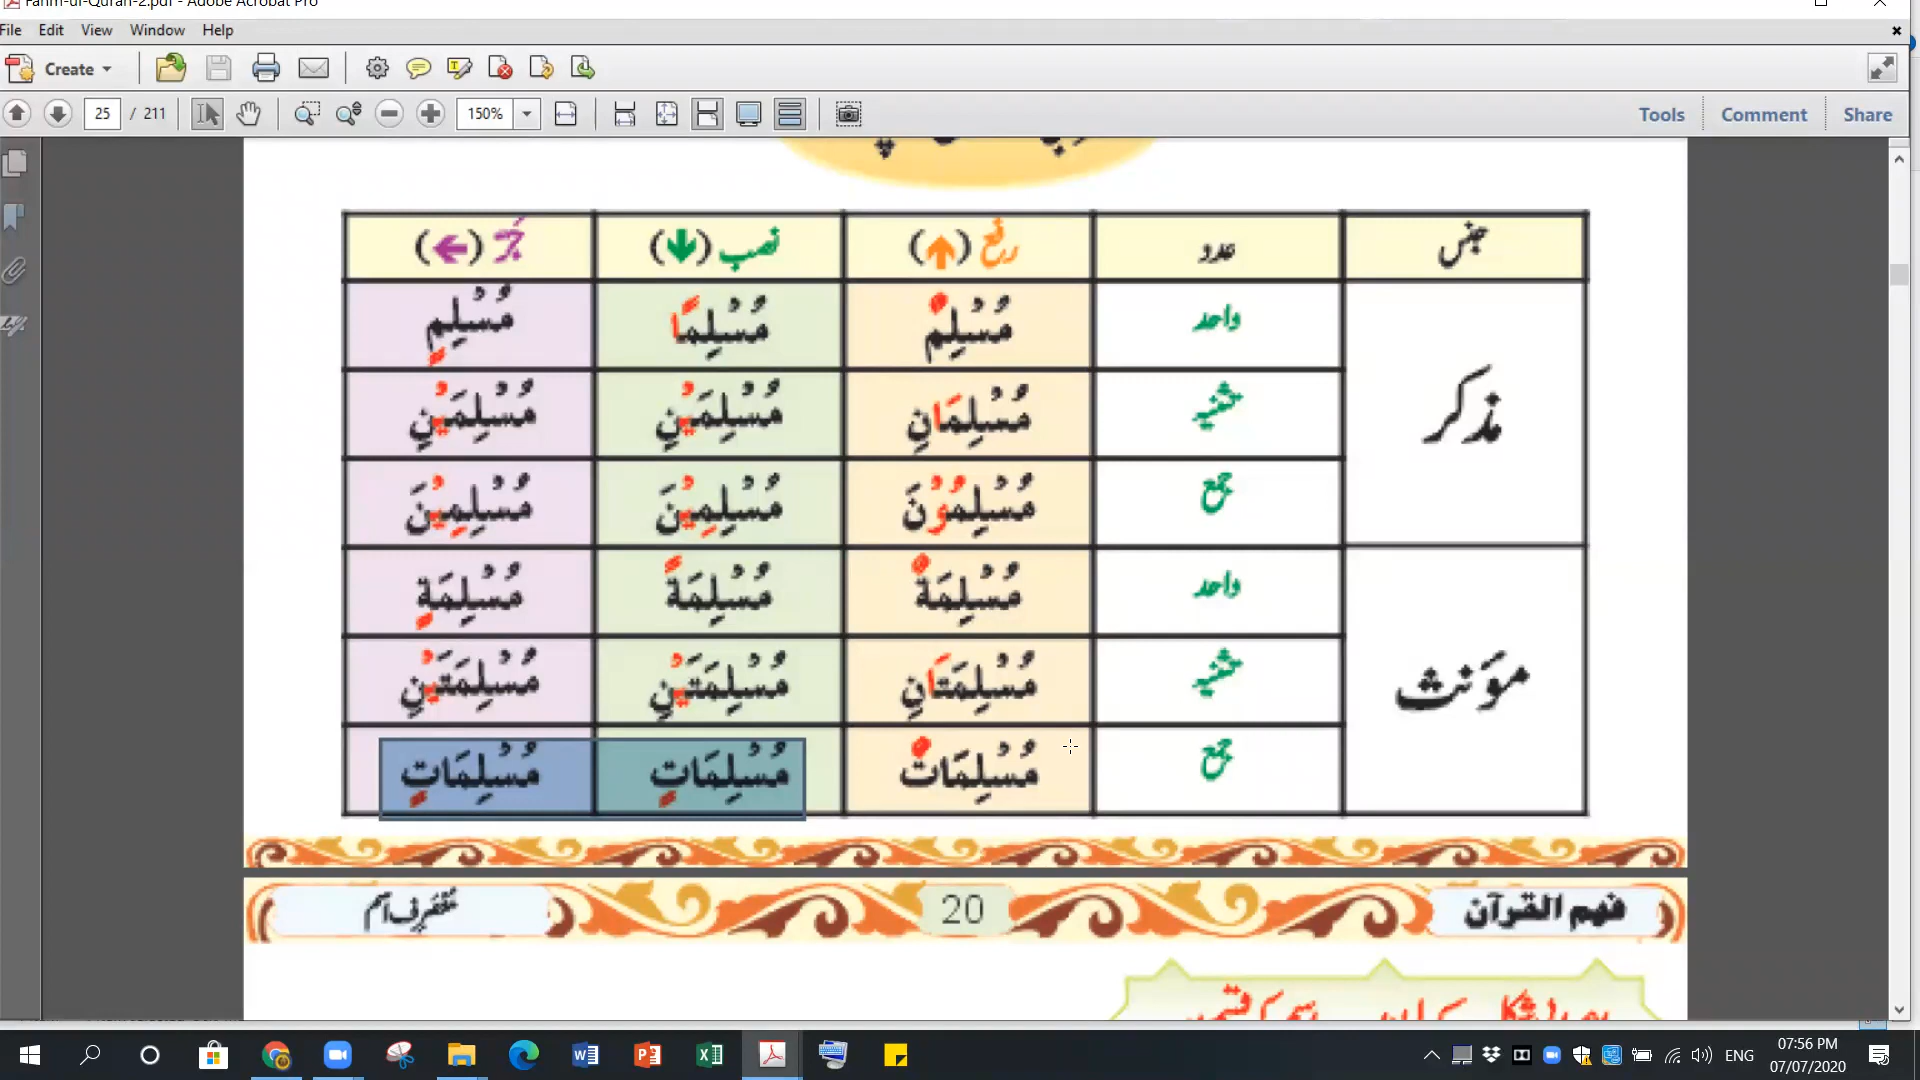 Fahm-ul-Quran-2.pdf - Adobe Acrobat Pro
File Edit View Window Help
Create
25 / 211 150% Tools Comment Share
جنس عدد رفع (↑) نصب (↓) جَر (←)
مذکر واحد مُسْلِمٌ مُسْلِمًا مُسْلِمٍ
تثنیہ مُسْلِمَانِ مُسْلِمَيْنِ مُسْلِمَيْنِ
جمع مُسْلِمُوْنَ مُسْلِمِيْنَ مُسْلِمِيْنَ
مؤنث واحد مُسْلِمَةٌ مُسْلِمَةً مُسْلِمَةٍ
تثنیہ مُسْلِمَتَانِ مُسْلِمَتَيْنِ مُسْلِمَتَيْنِ
جمع مُسْلِمَاتٌ مُسْلِمَاتٍ مُسْلِمَاتٍ
فهم القرآن 20
ENG 07:56 PM
07/07/2020